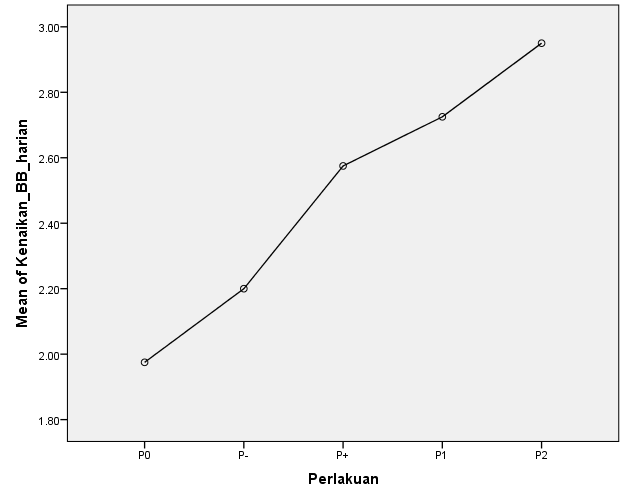 Mean of Kenaikan_BB_harian
3.00
2.80
2.60
2.40
2.20
2.00
1.80
P0 P- P+ P1 P2
Perlakuan